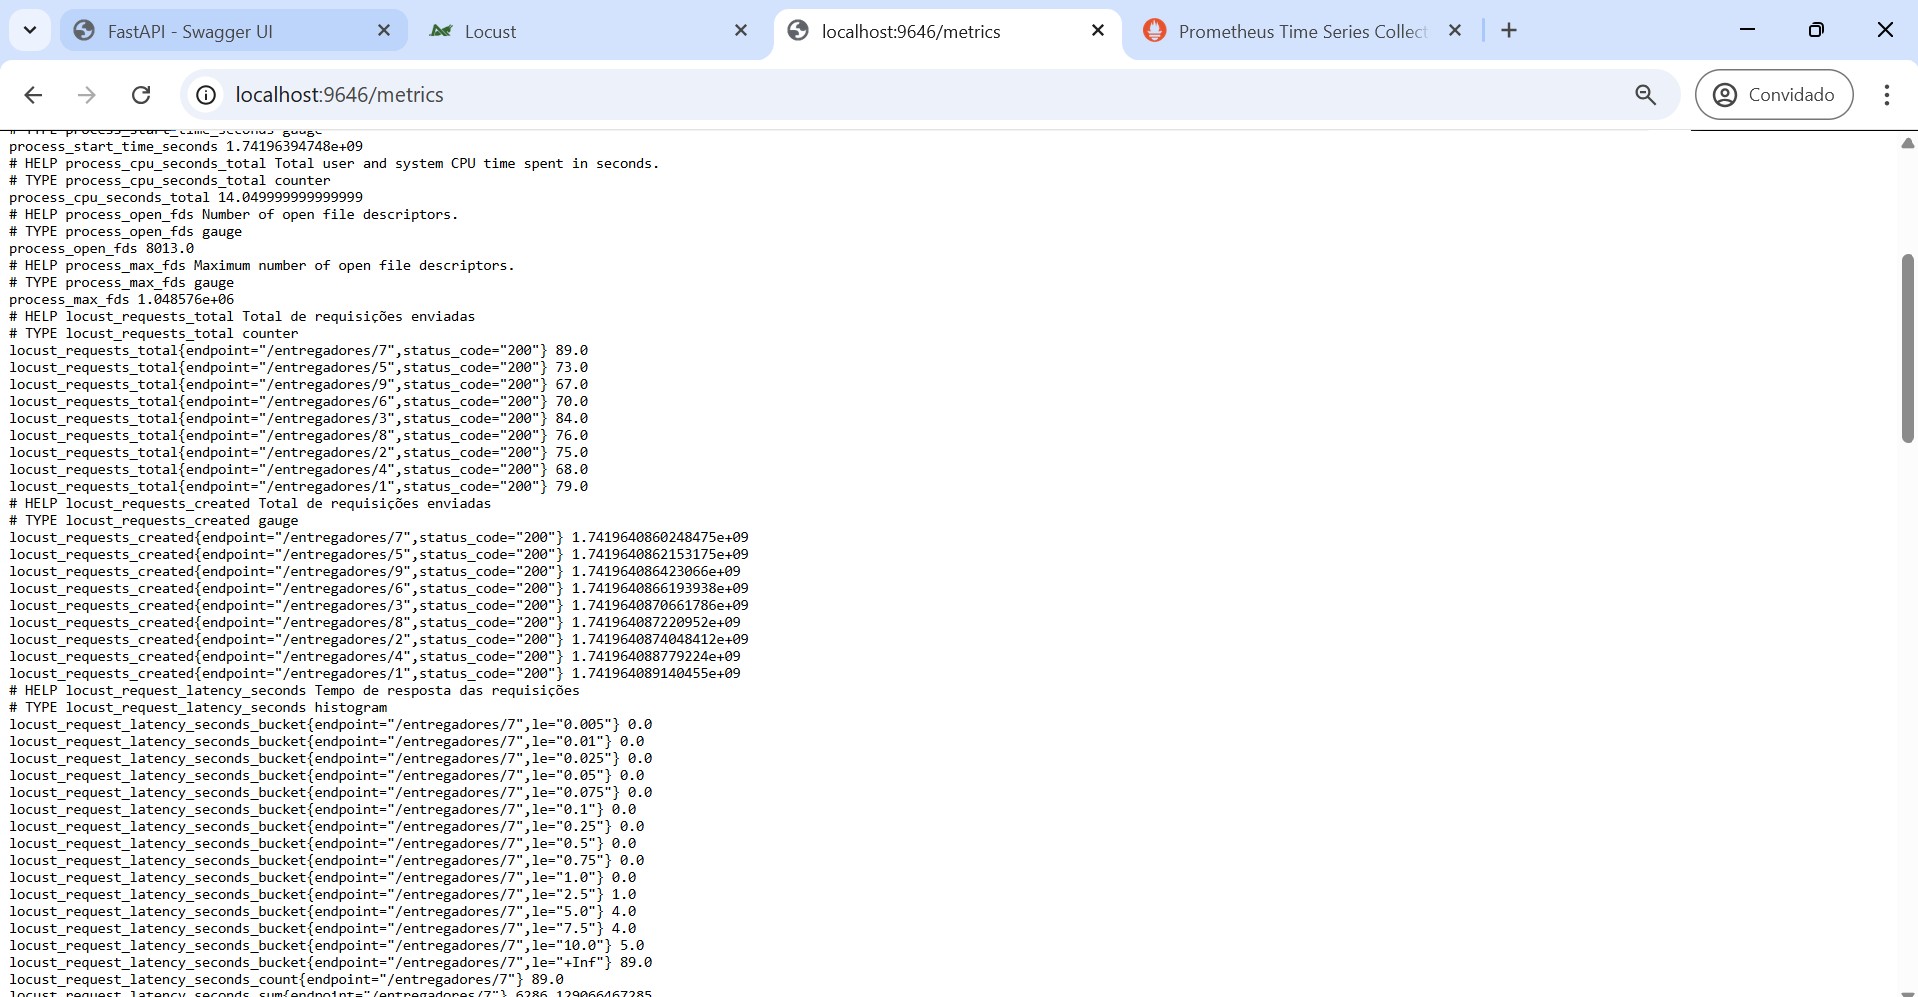 FastAPI - Swagger UI
Locust
localhost:9646/metrics
Prometheus Time Series Collect
localhost:9646/metrics
Convidado
# TYPE process_start_time_seconds gauge
process_start_time_seconds 1.74196394748e+09
# HELP process_cpu_seconds_total Total user and system CPU time spent in seconds.
# TYPE process_cpu_seconds_total counter
process_cpu_seconds_total 14.049999999999999
# HELP process_open_fds Number of open file descriptors.
# TYPE process_open_fds gauge
process_open_fds 8013.0
# HELP process_max_fds Maximum number of open file descriptors.
# TYPE process_max_fds gauge
process_max_fds 1.048576e+06
# HELP locust_requests_total Total de requisições enviadas
# TYPE locust_requests_total counter
locust_requests_total{endpoint="/entregadores/7",status_code="200"} 89.0
locust_requests_total{endpoint="/entregadores/5",status_code="200"} 73.0
locust_requests_total{endpoint="/entregadores/9",status_code="200"} 67.0
locust_requests_total{endpoint="/entregadores/6",status_code="200"} 70.0
locust_requests_total{endpoint="/entregadores/3",status_code="200"} 84.0
locust_requests_total{endpoint="/entregadores/8",status_code="200"} 76.0
locust_requests_total{endpoint="/entregadores/2",status_code="200"} 75.0
locust_requests_total{endpoint="/entregadores/4",status_code="200"} 68.0
locust_requests_total{endpoint="/entregadores/1",status_code="200"} 79.0
# HELP locust_requests_created Total de requisições enviadas
# TYPE locust_requests_created gauge
locust_requests_created{endpoint="/entregadores/7",status_code="200"} 1.7419640860248475e+09
locust_requests_created{endpoint="/entregadores/5",status_code="200"} 1.7419640862153175e+09
locust_requests_created{endpoint="/entregadores/9",status_code="200"} 1.741964086423066e+09
locust_requests_created{endpoint="/entregadores/6",status_code="200"} 1.7419640866193938e+09
locust_requests_created{endpoint="/entregadores/3",status_code="200"} 1.7419640870661786e+09
locust_requests_created{endpoint="/entregadores/8",status_code="200"} 1.741964087220952e+09
locust_requests_created{endpoint="/entregadores/2",status_code="200"} 1.7419640874048412e+09
locust_requests_created{endpoint="/entregadores/4",status_code="200"} 1.741964088779224e+09
locust_requests_created{endpoint="/entregadores/1",status_code="200"} 1.741964089140455e+09
# HELP locust_request_latency_seconds Tempo de resposta das requisições
# TYPE locust_request_latency_seconds histogram
locust_request_latency_seconds_bucket{endpoint="/entregadores/7",le="0.005"} 0.0
locust_request_latency_seconds_bucket{endpoint="/entregadores/7",le="0.01"} 0.0
locust_request_latency_seconds_bucket{endpoint="/entregadores/7",le="0.025"} 0.0
locust_request_latency_seconds_bucket{endpoint="/entregadores/7",le="0.05"} 0.0
locust_request_latency_seconds_bucket{endpoint="/entregadores/7",le="0.075"} 0.0
locust_request_latency_seconds_bucket{endpoint="/entregadores/7",le="0.1"} 0.0
locust_request_latency_seconds_bucket{endpoint="/entregadores/7",le="0.25"} 0.0
locust_request_latency_seconds_bucket{endpoint="/entregadores/7",le="0.5"} 0.0
locust_request_latency_seconds_bucket{endpoint="/entregadores/7",le="0.75"} 0.0
locust_request_latency_seconds_bucket{endpoint="/entregadores/7",le="1.0"} 0.0
locust_request_latency_seconds_bucket{endpoint="/entregadores/7",le="2.5"} 1.0
locust_request_latency_seconds_bucket{endpoint="/entregadores/7",le="5.0"} 4.0
locust_request_latency_seconds_bucket{endpoint="/entregadores/7",le="7.5"} 4.0
locust_request_latency_seconds_bucket{endpoint="/entregadores/7",le="10.0"} 5.0
locust_request_latency_seconds_bucket{endpoint="/entregadores/7",le="+Inf"} 89.0
locust_request_latency_seconds_count{endpoint="/entregadores/7"} 89.0
locust_request_latency_seconds_sum{endpoint="/entregadores/7"} 6286.129066467285